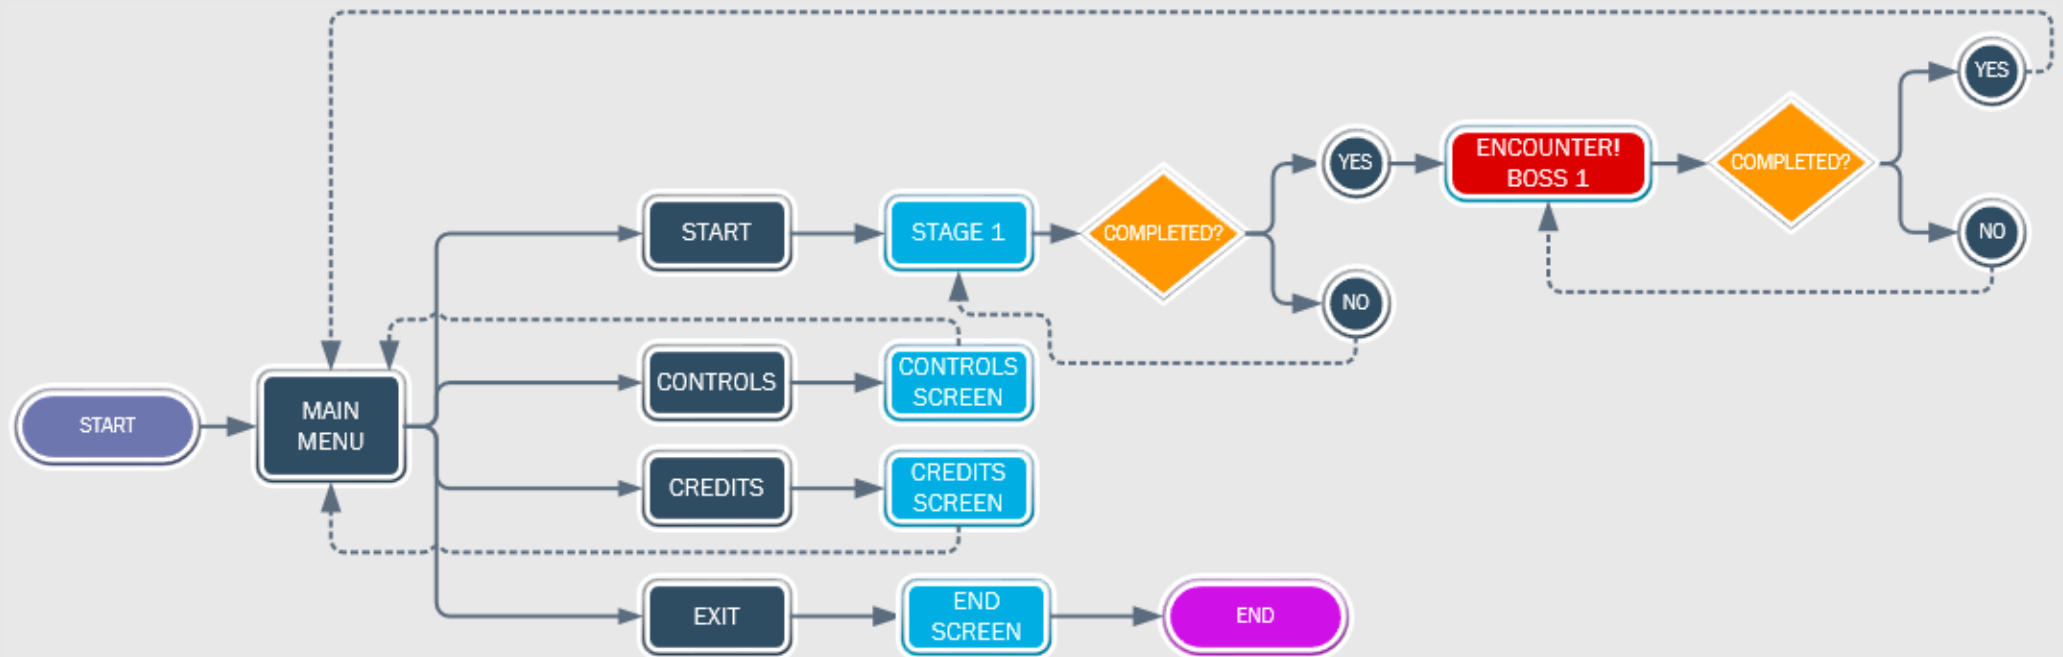 YES
ENCOUNTER!
BOSS 1
COMPLETED?
YES
NO
START
STAGE 1
COMPLETED?
NO
START
MAIN
MENU
CONTROLS
CONTROLS
SCREEN
CREDITS
CREDITS
SCREEN
EXIT
END
SCREEN
END